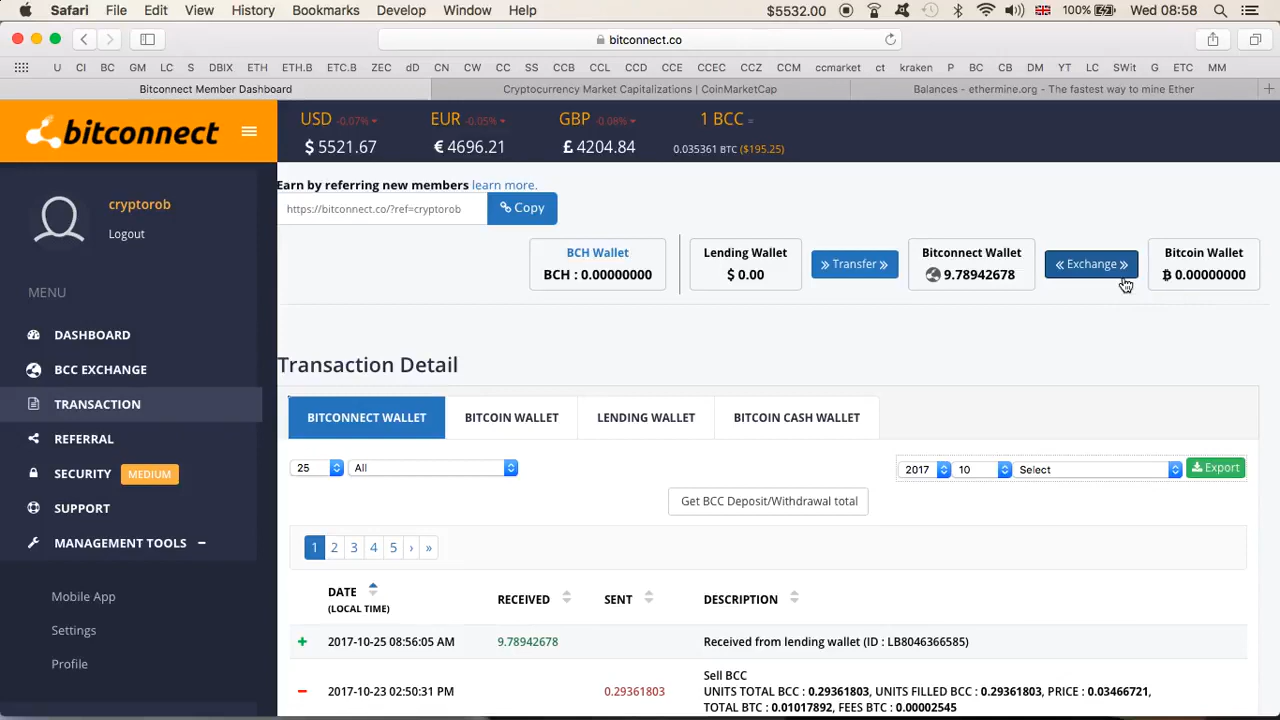 Safari File Edit View History Bookmarks Develop Window Help $5532.00 100% Wed 08:58
bitconnect.co
U CI BC GM LC S DBIX ETH ETH.B ETC.B ZEC dD CN CW CC SS CCB CCL CCD CCE CCEC CCZ CCM ccmarket ct kraken P BC CB DM YT LC SWit G ETC MM
Bitconnect Member Dashboard Cryptocurrency Market Capitalizations | CoinMarketCap Balances - ethermine.org - The fastest way to mine Ether
bitconnect
USD -0.07% EUR -0.05% GBP -0.08% 1 BCC =
$ 5521.67 € 4696.21 £ 4204.84 0.035361 BTC ($195.25)
Earn by referring new members learn more.
cryptorob
https://bitconnect.co/?ref=cryptorob Copy
Logout
BCH Wallet Lending Wallet Bitconnect Wallet Bitcoin Wallet
» Transfer » « Exchange »
BCH : 0.00000000 $ 0.00 9.78942678 ₿ 0.00000000
MENU
DASHBOARD
BCC EXCHANGE
TRANSACTION
REFERRAL
SECURITY MEDIUM
SUPPORT
MANAGEMENT TOOLS –
Mobile App
Settings
Profile
Transaction Detail
BITCONNECT WALLET BITCOIN WALLET LENDING WALLET BITCOIN CASH WALLET
25 All 2017 10 Select Export
Get BCC Deposit/Withdrawal total
1 2 3 4 5 › »
DATE RECEIVED SENT DESCRIPTION
(LOCAL TIME)
+ 2017-10-25 08:56:05 AM 9.78942678 Received from lending wallet (ID : LB8046366585)
Sell BCC
– 2017-10-23 02:50:31 PM 0.29361803 UNITS TOTAL BCC : 0.29361803, UNITS FILLED BCC : 0.29361803, PRICE : 0.03466721,
TOTAL BTC : 0.01017892, FEES BTC : 0.00002545